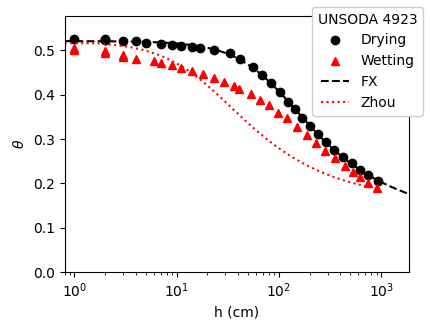 UNSODA 4923
Drying
Wetting
FX
Zhou
0.5
0.4
0.3
0.2
0.1
0.0
θ
10⁰ 10¹ 10² 10³
h (cm)